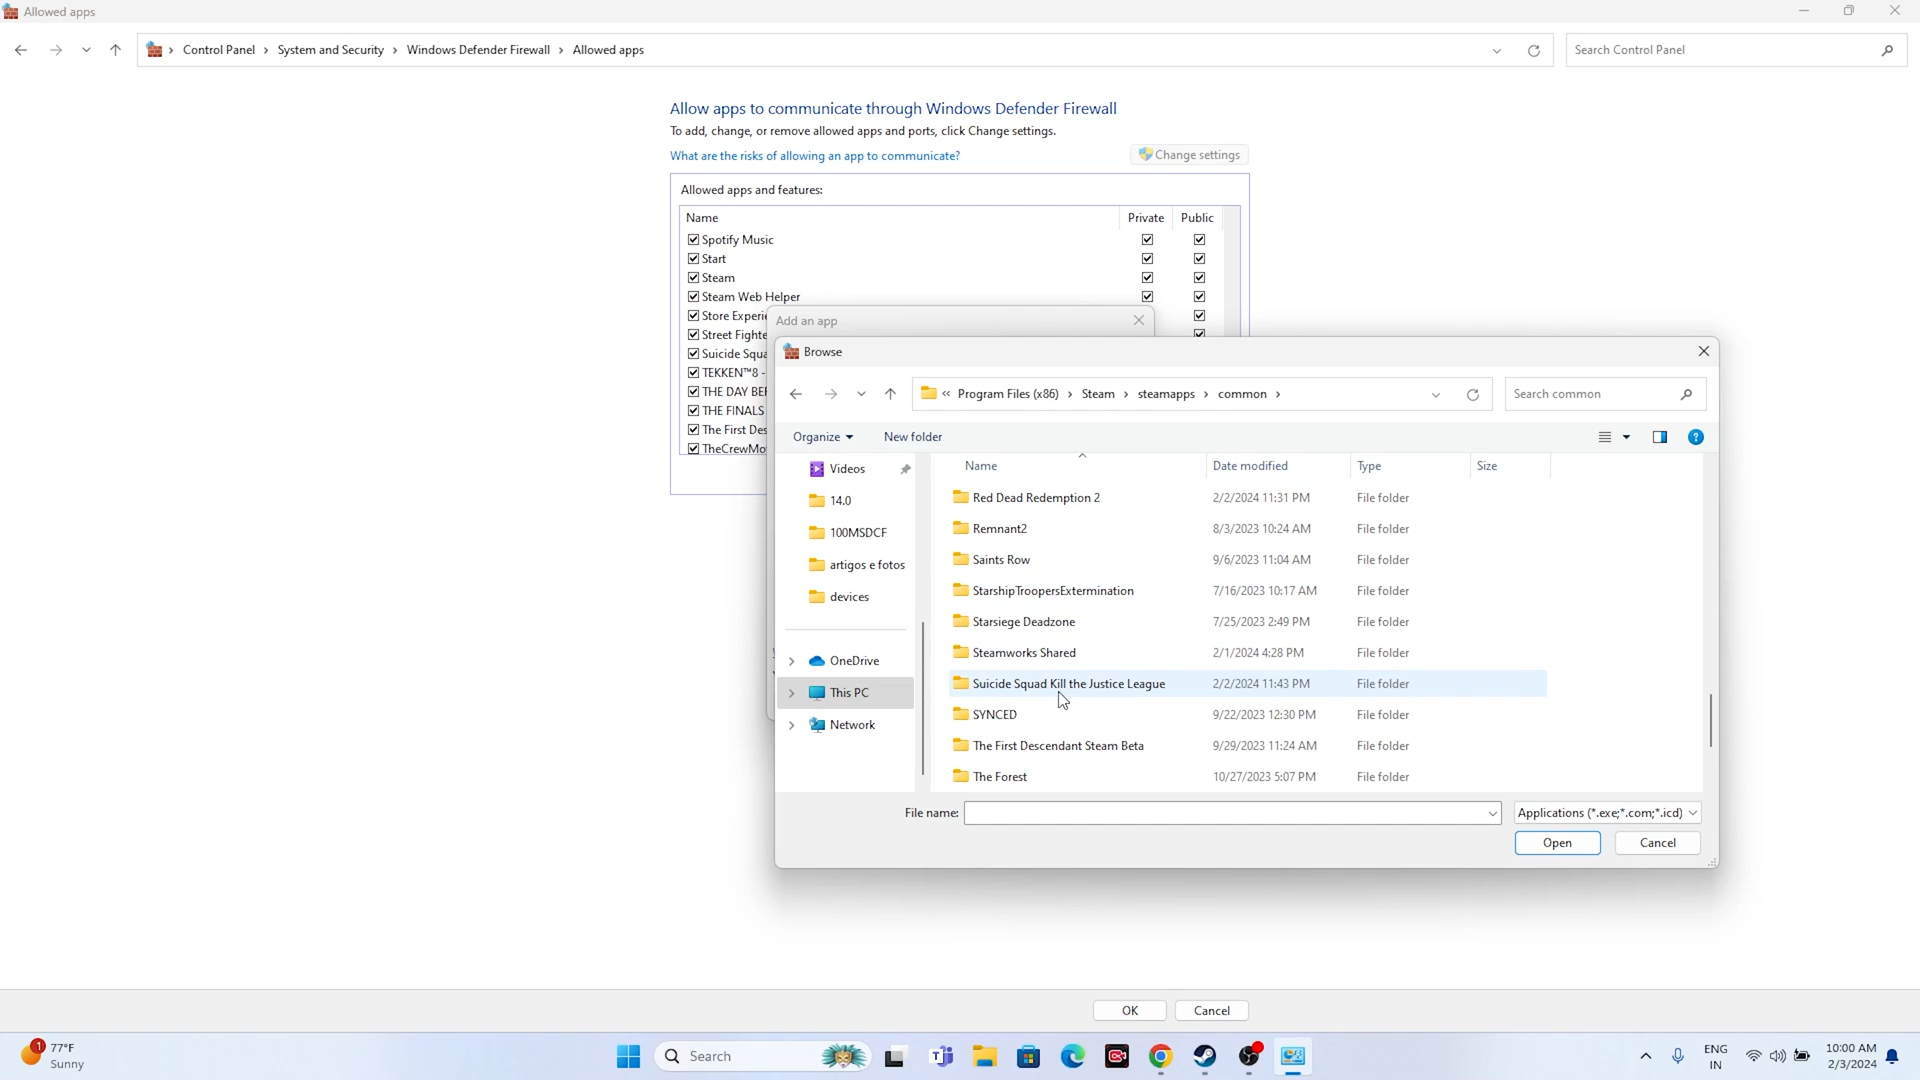 Allowed apps
Control Panel > System and Security > Windows Defender Firewall > Allowed apps
Search Control Panel
Allow apps to communicate through Windows Defender Firewall
To add, change, or remove allowed apps and ports, click Change settings.
What are the risks of allowing an app to communicate?
Change settings
Allowed apps and features:
Name Private Public
Spotify Music
Start
Steam
Steam Web Helper
Store Experie
Street Fighte
Suicide Squa
TEKKEN™8 -
THE DAY BEF
THE FINALS
The First Des
TheCrewMo
Add an app
Browse
« Program Files (x86) > Steam > steamapps > common >
Search common
Organize New folder
Videos
14.0
100MSDCF
artigos e fotos
devices
OneDrive
This PC
Network
Name Date modified Type Size
Red Dead Redemption 2 2/2/2024 11:31 PM File folder
Remnant2 8/3/2023 10:24 AM File folder
Saints Row 9/6/2023 11:04 AM File folder
StarshipTroopersExtermination 7/16/2023 10:17 AM File folder
Starsiege Deadzone 7/25/2023 2:49 PM File folder
Steamworks Shared 2/1/2024 4:28 PM File folder
Suicide Squad Kill the Justice League 2/2/2024 11:43 PM File folder
SYNCED 9/22/2023 12:30 PM File folder
The First Descendant Steam Beta 9/29/2023 11:24 AM File folder
The Forest 10/27/2023 5:07 PM File folder
File name:
Applications (*.exe;*.com;*.icd)
Open Cancel
OK Cancel
1
77°F
Sunny
Search
ENG
IN
10:00 AM
2/3/2024